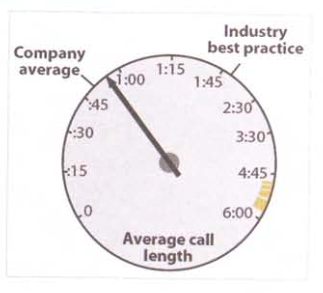 Industry
best practice
Company
average
1:15
1:00
1:45
:45
2:30
:30
3:30
:15
4:45
0
6:00
Average call
length